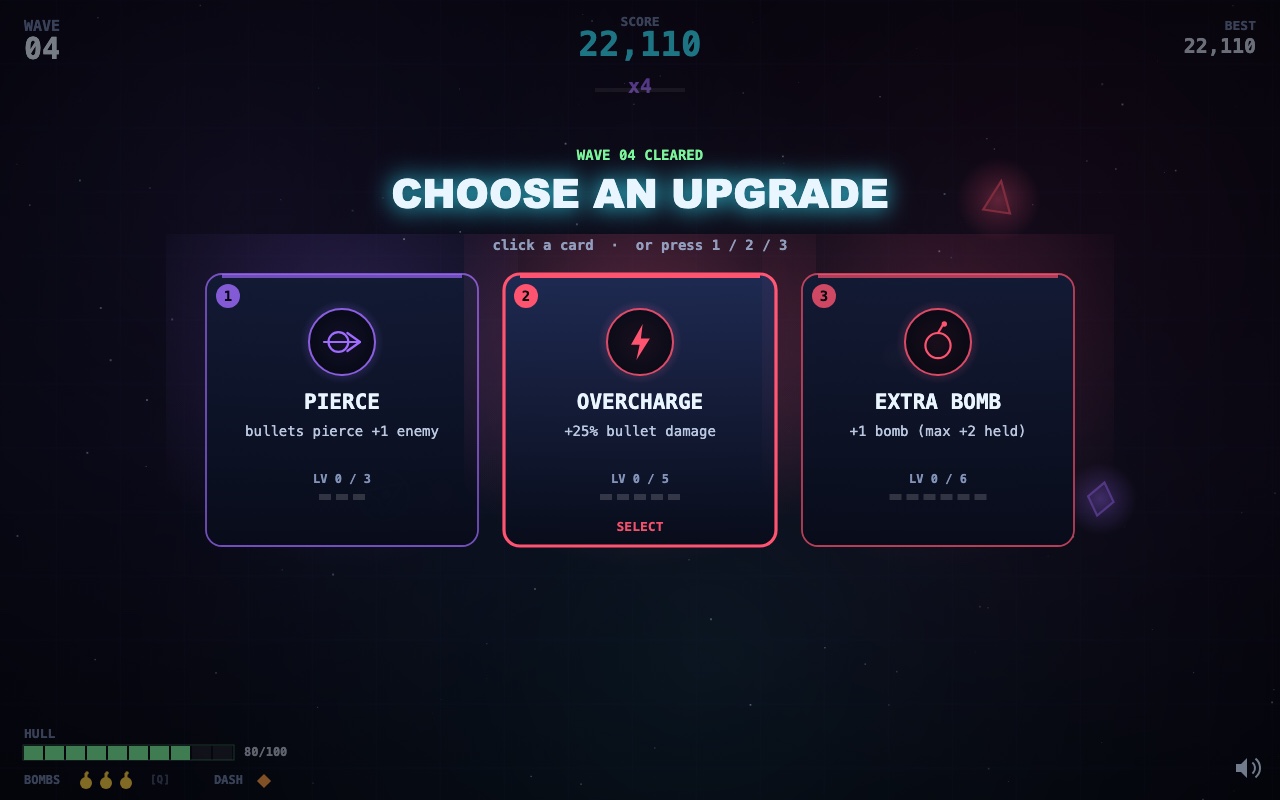 WAVE
04
SCORE
22,110
x4
BEST
22,110
WAVE 04 CLEARED
CHOOSE AN UPGRADE
click a card · or press 1 / 2 / 3
1
PIERCE
bullets pierce +1 enemy
LV 0 / 3
2
OVERCHARGE
+25% bullet damage
LV 0 / 5
SELECT
3
EXTRA BOMB
+1 bomb (max +2 held)
LV 0 / 6
HULL
80/100
BOMBS [Q] DASH